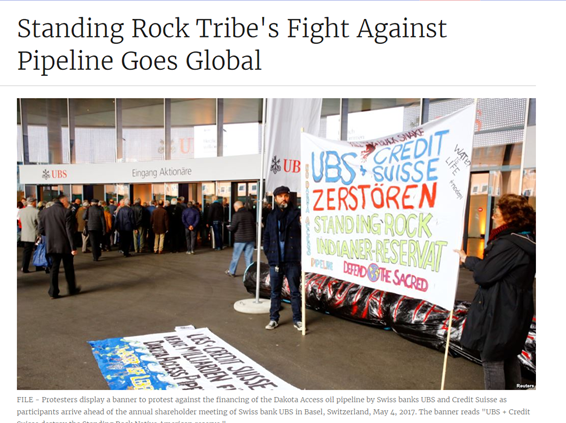 Standing Rock Tribe's Fight Against
Pipeline Goes Global
UBS
Eingang Aktionäre
UBS
WATER
LIFE
UBS + CREDIT
SUISSE
ZERSTÖREN
STANDING ROCK
INDIANER-RESERVAT
PIPELINE
DEFEND THE SACRED
CREDIT SUISSE
Reuters
FILE - Protesters display a banner to protest against the financing of the Dakota Access oil pipeline by Swiss banks UBS and Credit Suisse as
participants arrive ahead of the annual shareholder meeting of Swiss bank UBS in Basel, Switzerland, May 4, 2017. The banner reads "UBS + Credit